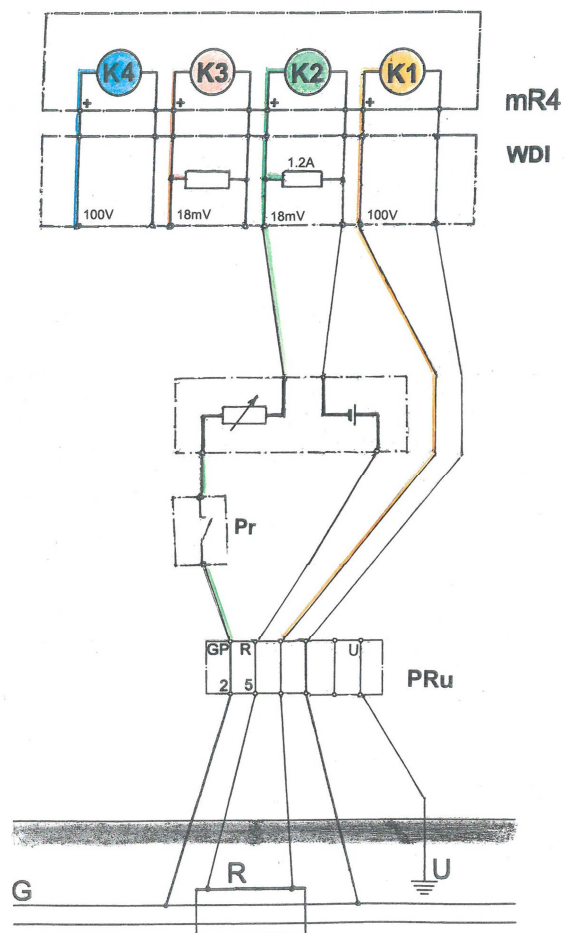 K4 K3 K2 K1
+ + + +
mR4
WDI
1.2A
100V 18mV 18mV 100V
Pr
GP R U
2 5
PRu
R
U
G